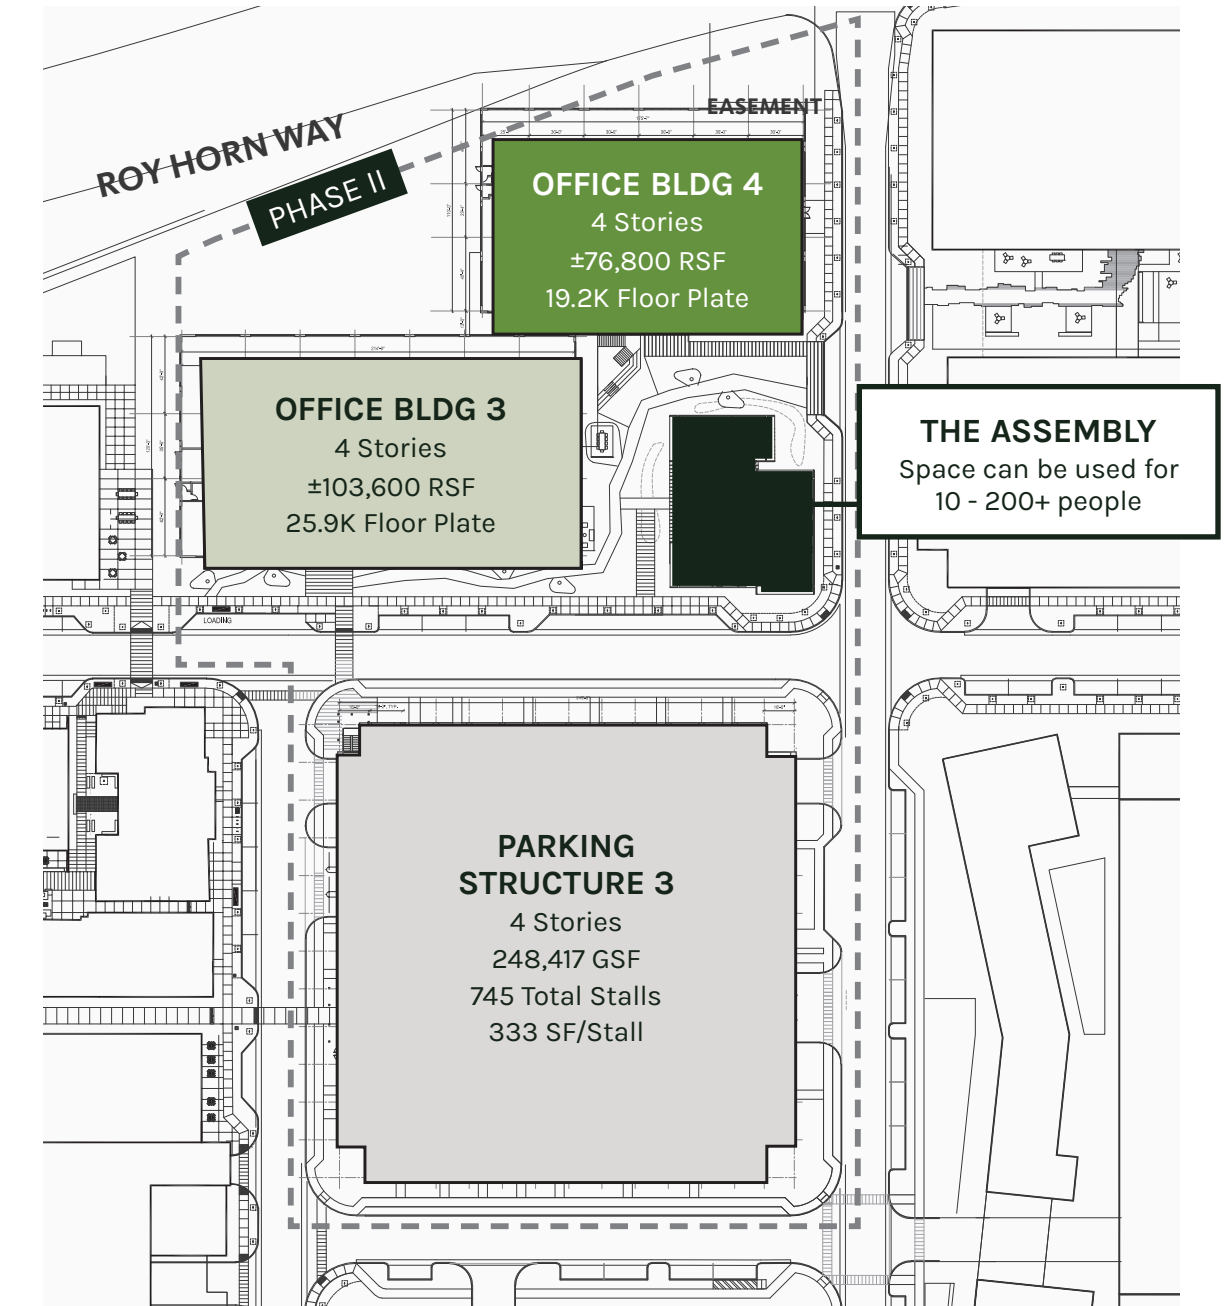 EASEMENT
ROY HORN WAY
PHASE II
OFFICE BLDG 4
4 Stories
±76,800 RSF
19.2K Floor Plate
OFFICE BLDG 3
4 Stories
±103,600 RSF
25.9K Floor Plate
THE ASSEMBLY
Space can be used for
10 - 200+ people
LOADING
PARKING
STRUCTURE 3
4 Stories
248,417 GSF
745 Total Stalls
333 SF/Stall